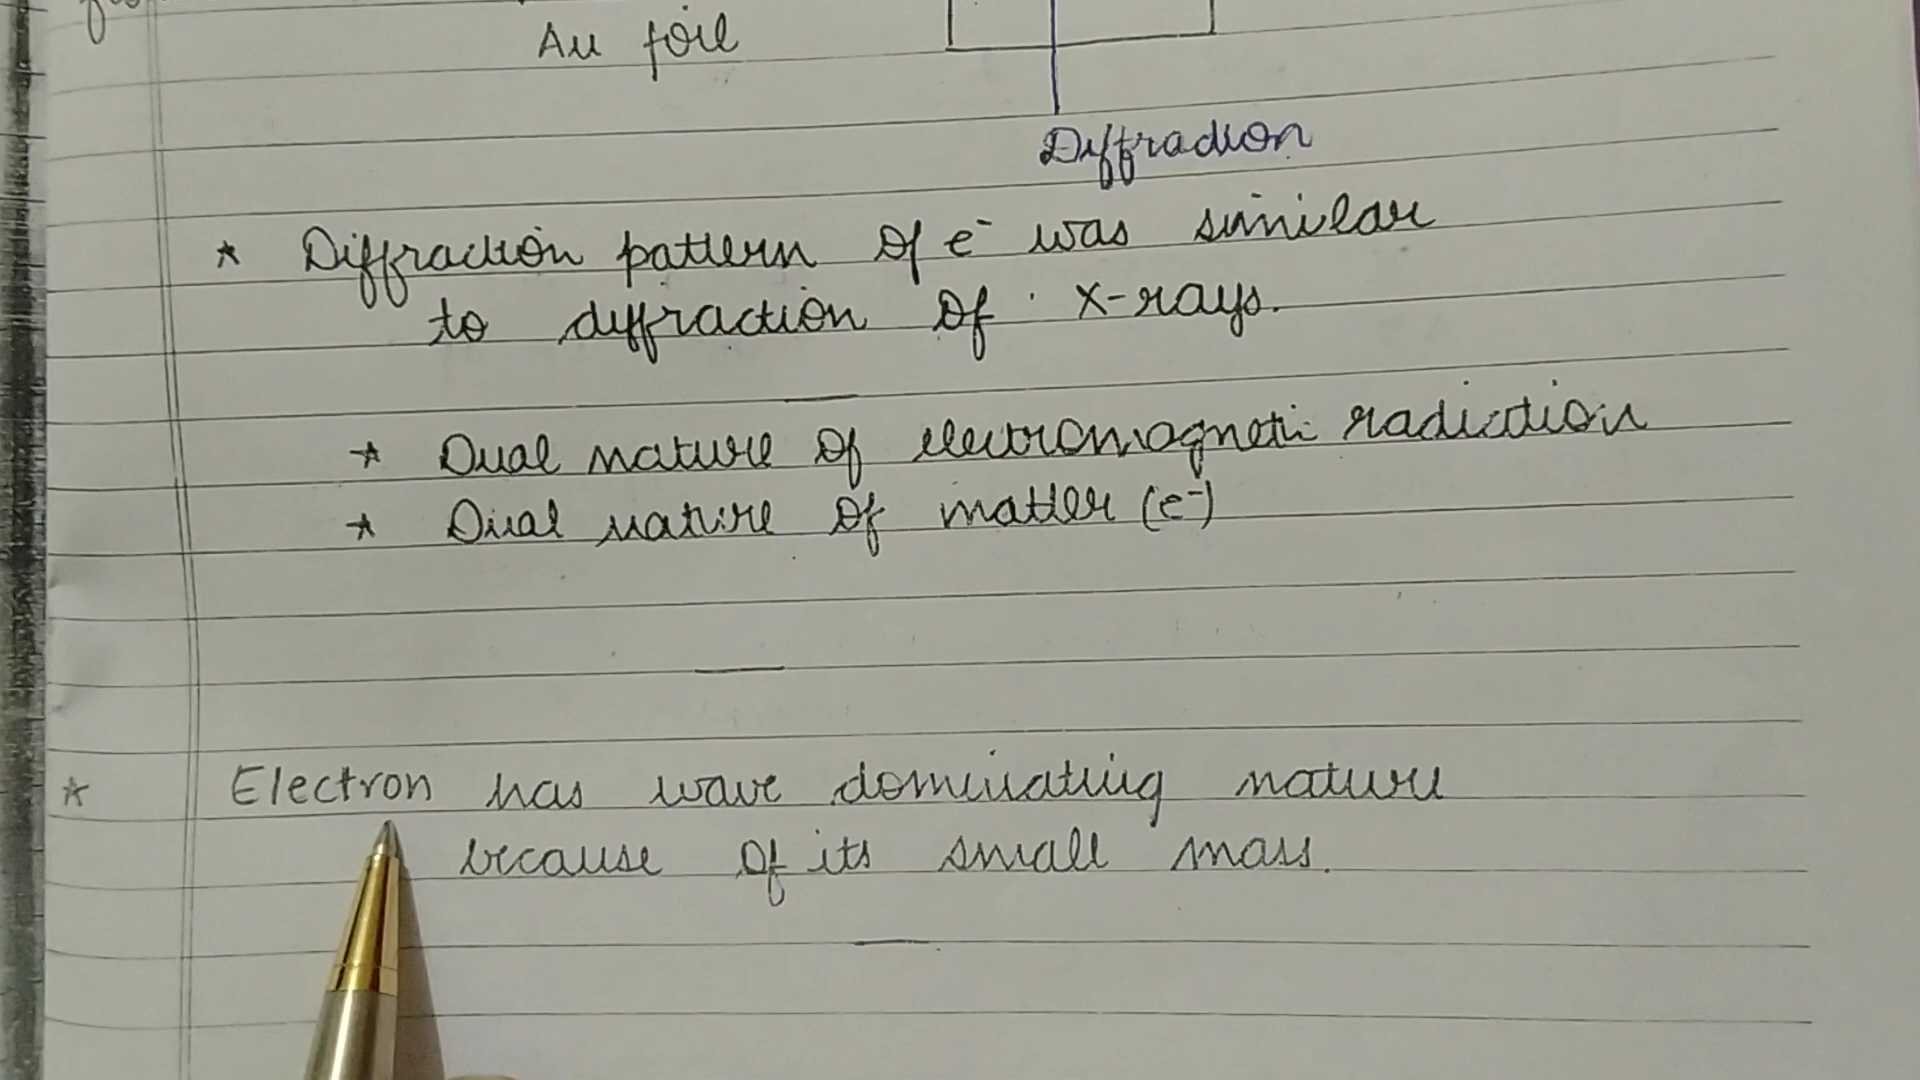 Au foil
Diffraction
* Diffraction pattern of e⁻ was similar
to diffraction of x-rays.
* Dual nature of electromagnetic radiation
* Dual nature of matter (e⁻)
* Electron has wave dominating nature
because of its small mass.